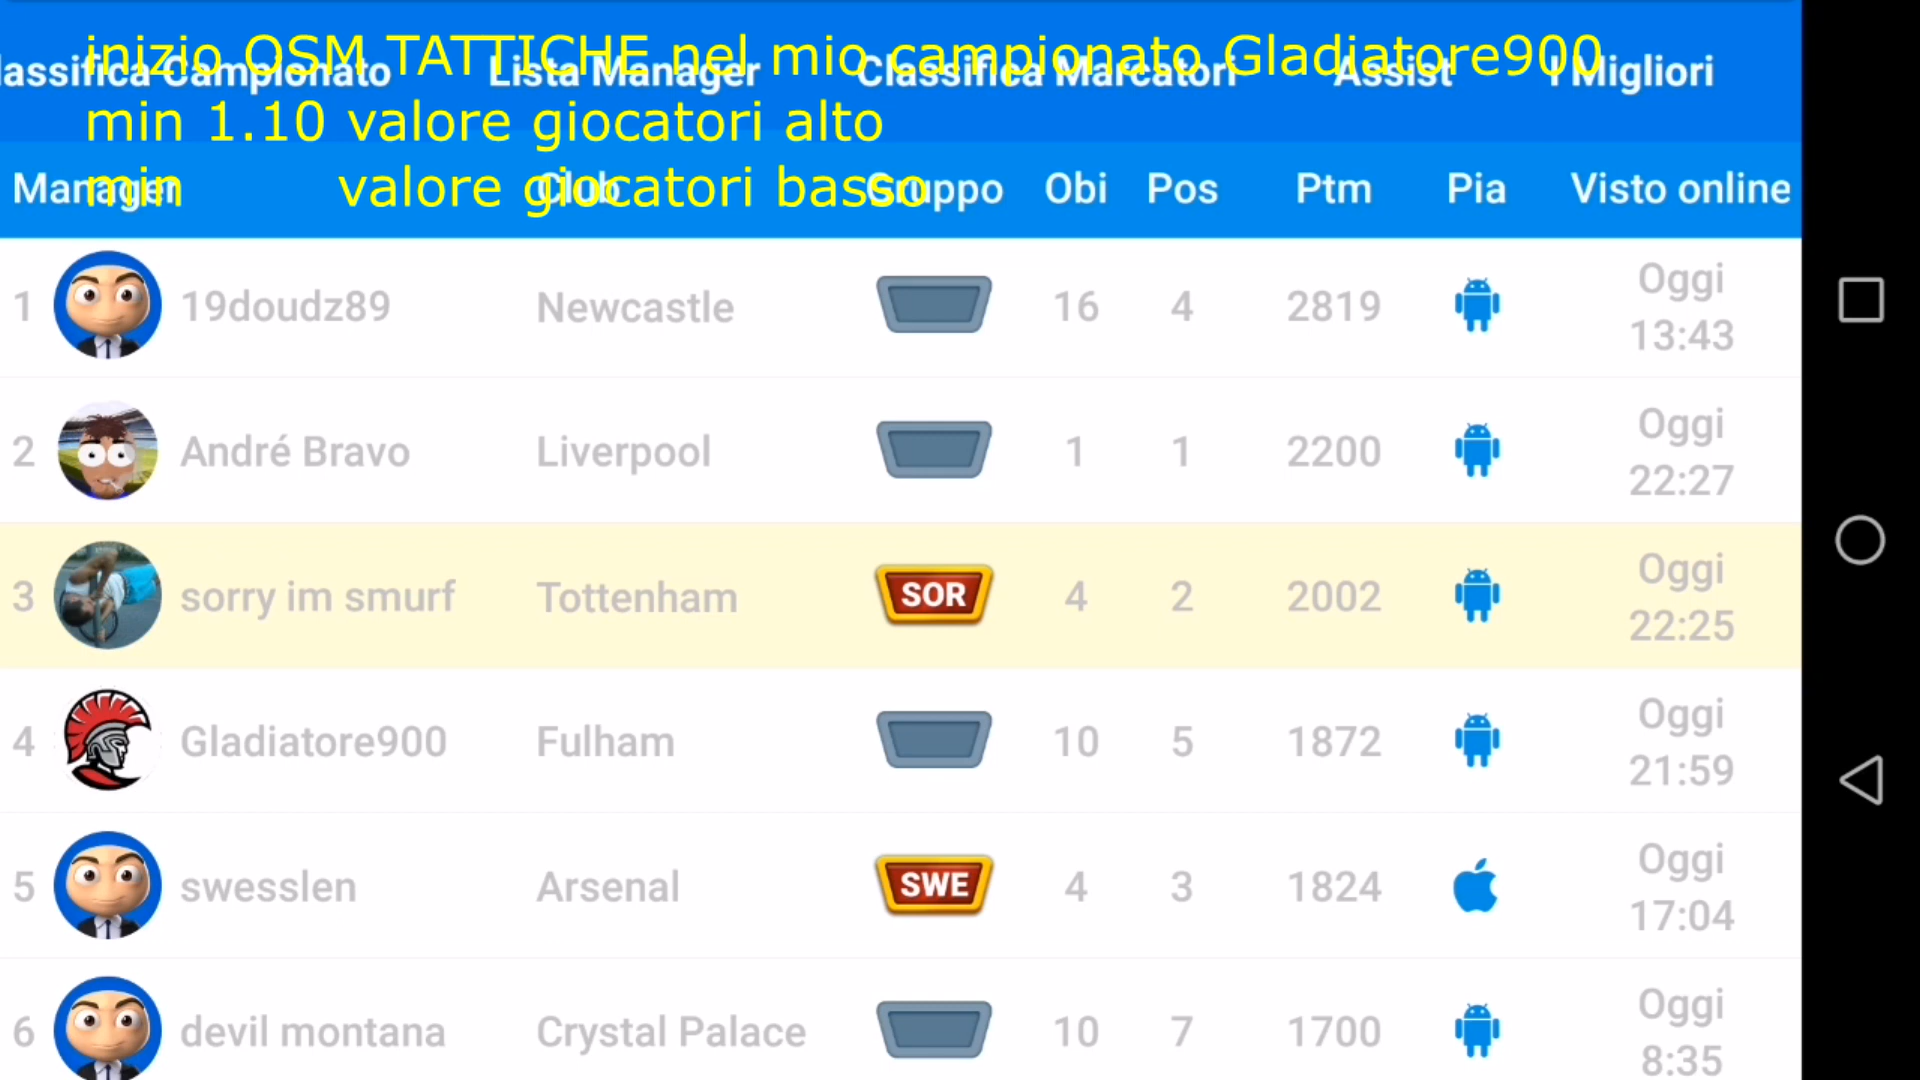 inizio OSM TATTICHE nel mio campionato Gladiatore900
lassifica Campionato Lista Manager Classifica Marcatori Assist I Migliori
min 1.10 valore giocatori alto
min valore giocatori basso
Manager Club Gruppo Obi Pos Ptm Pia Visto online
1 19doudz89 Newcastle 16 4 2819 Oggi 13:43
2 André Bravo Liverpool 1 1 2200 Oggi 22:27
3 sorry im smurf Tottenham SOR 4 2 2002 Oggi 22:25
4 Gladiatore900 Fulham 10 5 1872 Oggi 21:59
5 swesslen Arsenal SWE 4 3 1824 Oggi 17:04
6 devil montana Crystal Palace 10 7 1700 Oggi 8:35